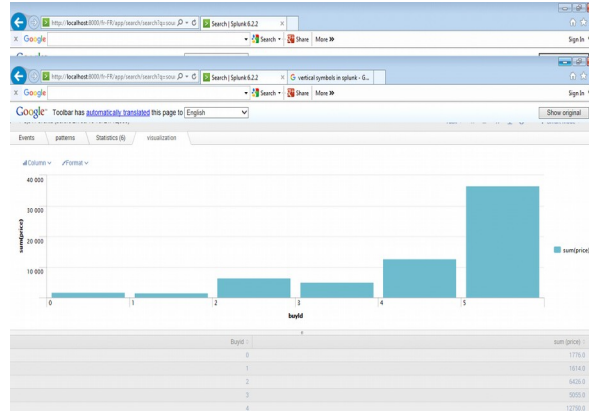 http://localhost:8000/fr-FR/app/search/search?q=sou Search | Splunk 6.2.2 x
x Google Search Share More >> Sign In
http://localhost:8000/fr-FR/app/search/search?q=sou Search | Splunk 6.2.2 x G vertical symbols in splunk - G...
x Google Search Share More >> Sign In
Google Toolbar has automatically translated this page to English Show original
Events patterns Statistics (6) visualization
Column Format
40 000
30 000
20 000
10 000
sum(price)
sum(price)
0 1 2 3 4 5
buyId
BuyId sum (price)
0 1776.0
1 1614.0
2 6426.0
3 5093.0
4 12750.0